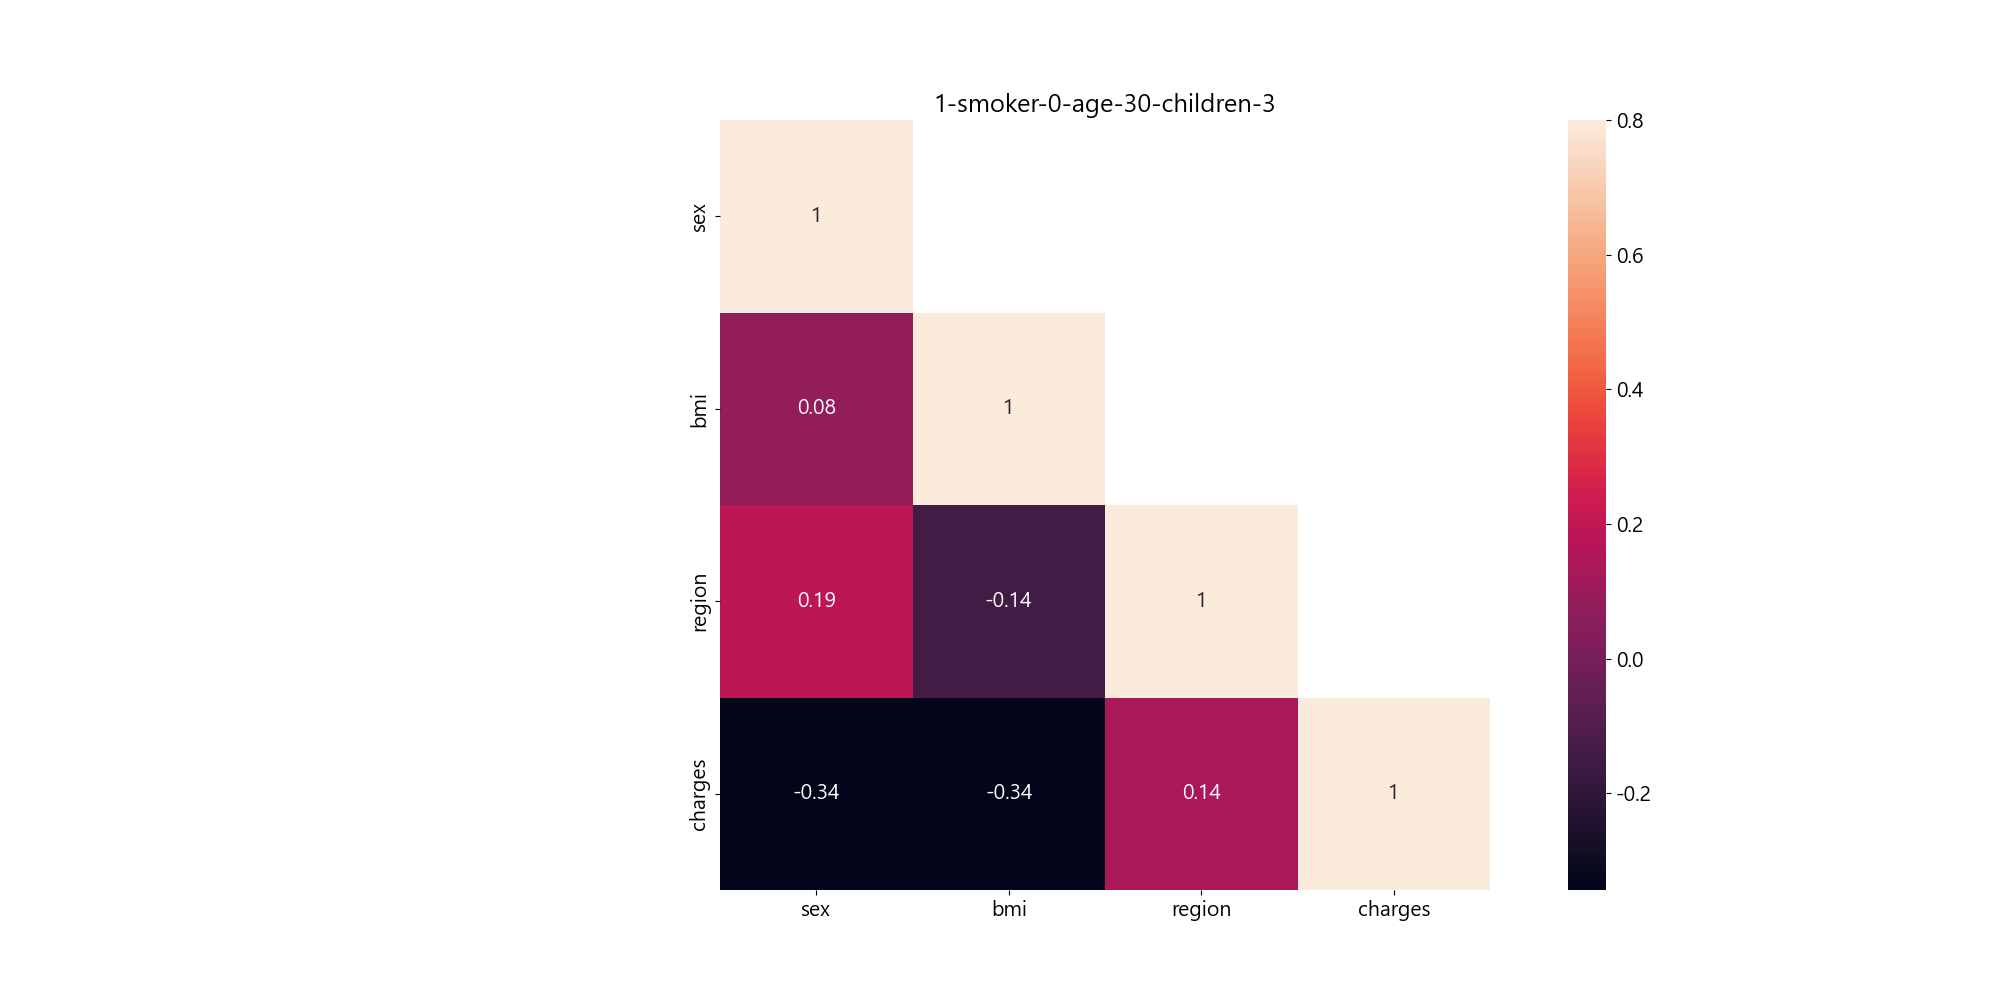 1-smoker-0-age-30-children-3
sex
1
bmi
0.08 1
region
0.19 -0.14 1
charges
-0.34 -0.34 0.14 1
sex bmi region charges
0.8
0.6
0.4
0.2
0.0
-0.2